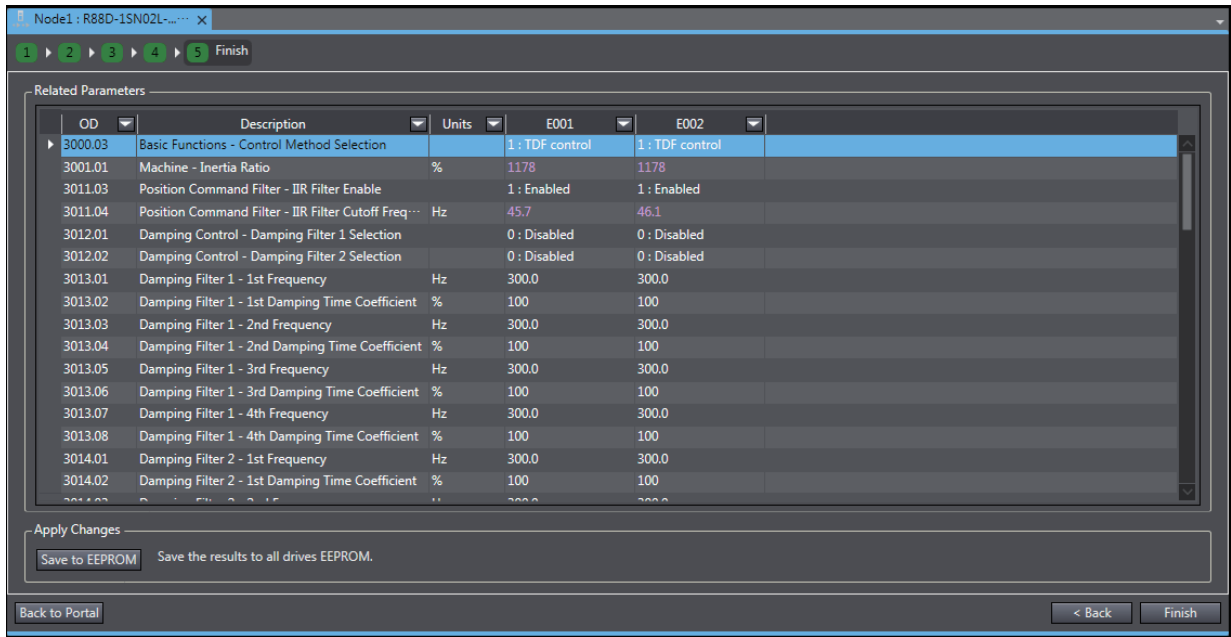 Node1 : R88D-1SN02L-...···
1 2 3 4 5 Finish
Related Parameters
OD Description Units E001 E002
3000.03 Basic Functions - Control Method Selection 1 : TDF control 1 : TDF control
3001.01 Machine - Inertia Ratio % 1178 1178
3011.03 Position Command Filter - IIR Filter Enable 1 : Enabled 1 : Enabled
3011.04 Position Command Filter - IIR Filter Cutoff Freq··· Hz 45.7 46.1
3012.01 Damping Control - Damping Filter 1 Selection 0 : Disabled 0 : Disabled
3012.02 Damping Control - Damping Filter 2 Selection 0 : Disabled 0 : Disabled
3013.01 Damping Filter 1 - 1st Frequency Hz 300.0 300.0
3013.02 Damping Filter 1 - 1st Damping Time Coefficient % 100 100
3013.03 Damping Filter 1 - 2nd Frequency Hz 300.0 300.0
3013.04 Damping Filter 1 - 2nd Damping Time Coefficient % 100 100
3013.05 Damping Filter 1 - 3rd Frequency Hz 300.0 300.0
3013.06 Damping Filter 1 - 3rd Damping Time Coefficient % 100 100
3013.07 Damping Filter 1 - 4th Frequency Hz 300.0 300.0
3013.08 Damping Filter 1 - 4th Damping Time Coefficient % 100 100
3014.01 Damping Filter 2 - 1st Frequency Hz 300.0 300.0
3014.02 Damping Filter 2 - 1st Damping Time Coefficient % 100 100
Apply Changes
Save to EEPROM Save the results to all drives EEPROM.
Back to Portal < Back Finish